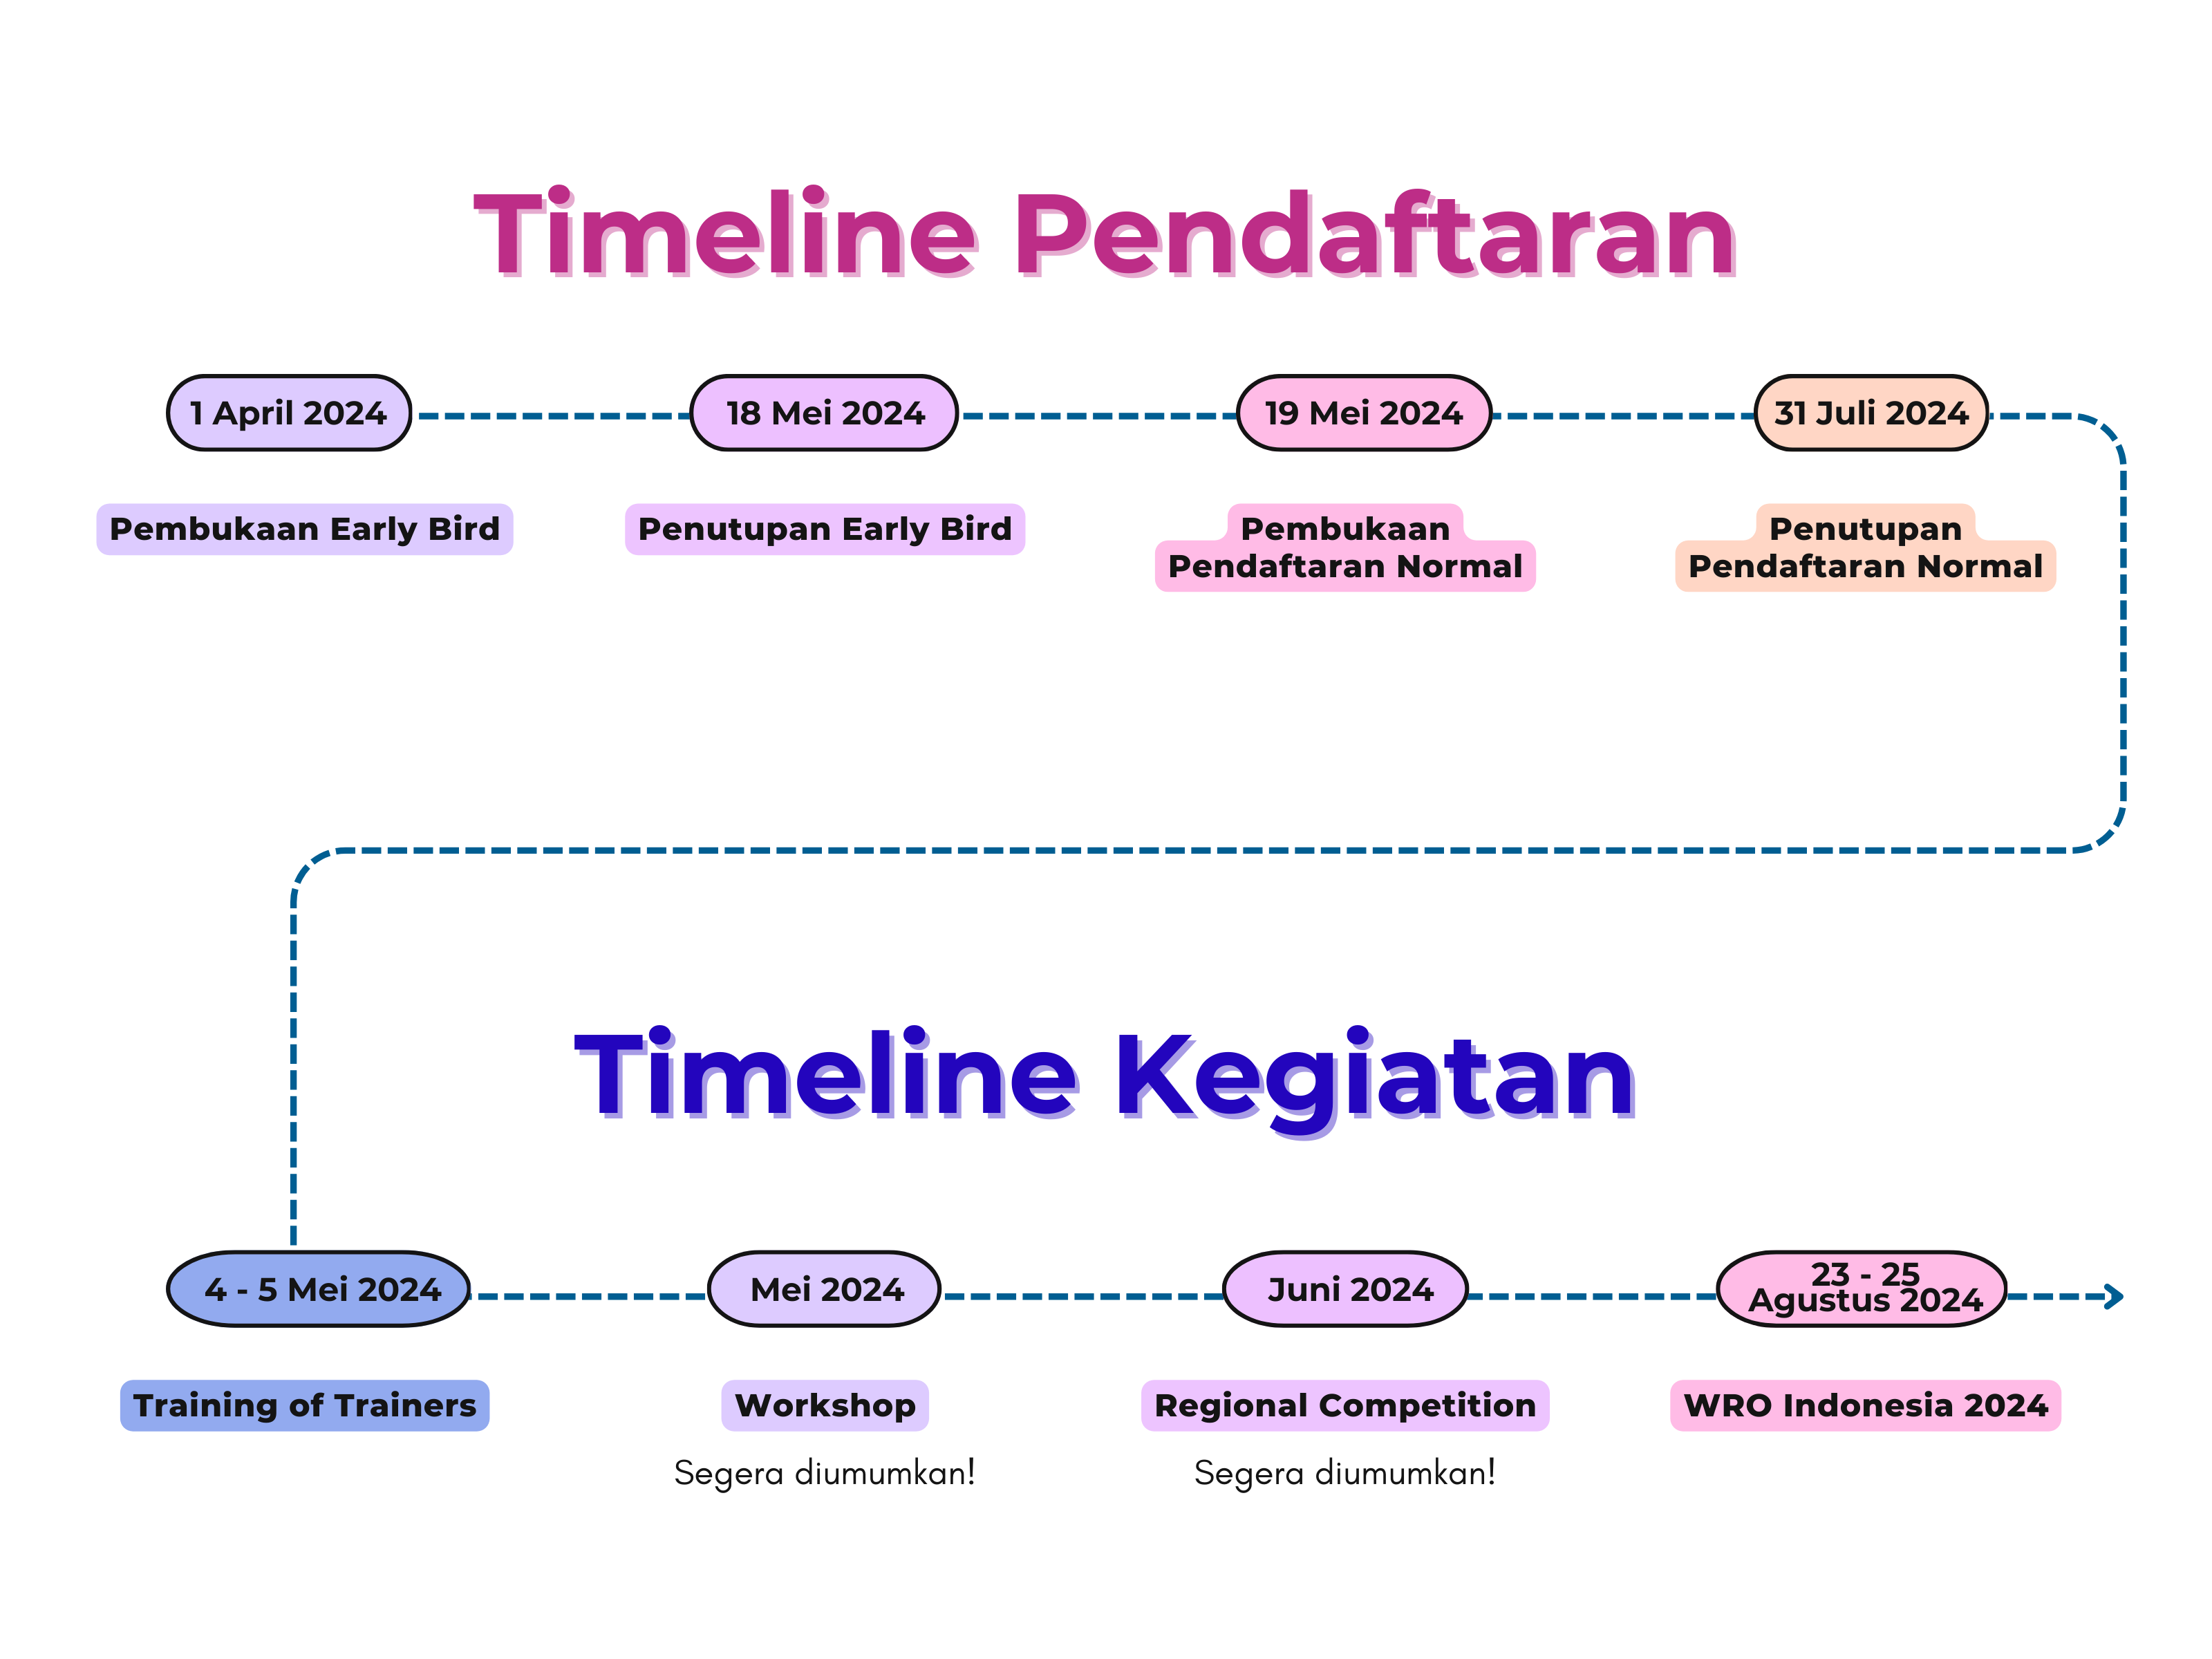 Timeline Pendaftaran
1 April 2024
18 Mei 2024
19 Mei 2024
31 Juli 2024
Pembukaan Early Bird
Penutupan Early Bird
Pembukaan
Pendaftaran Normal
Penutupan
Pendaftaran Normal
Timeline Kegiatan
4 - 5 Mei 2024
Mei 2024
Juni 2024
23 - 25
Agustus 2024
Training of Trainers
Workshop
Regional Competition
WRO Indonesia 2024
Segera diumumkan!
Segera diumumkan!